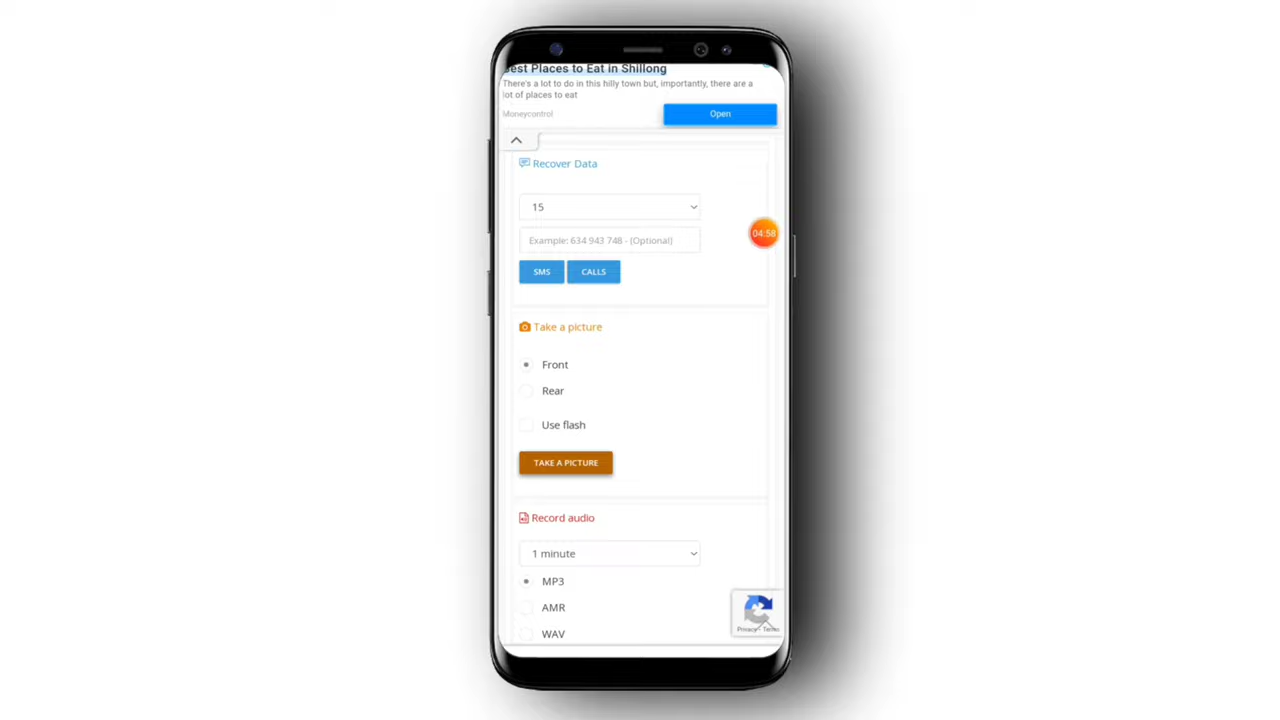 Best Places to Eat in Shillong
There's a lot to do in this hilly town but, importantly, there are a
lot of places to eat
Moneycontrol
Open
Recover Data
15
04:58
Example: 634 943 748 - (Optional)
SMS
CALLS
Take a picture
Front
Rear
Use flash
TAKE A PICTURE
Record audio
1 minute
MP3
AMR
WAV
Privacy - Terms